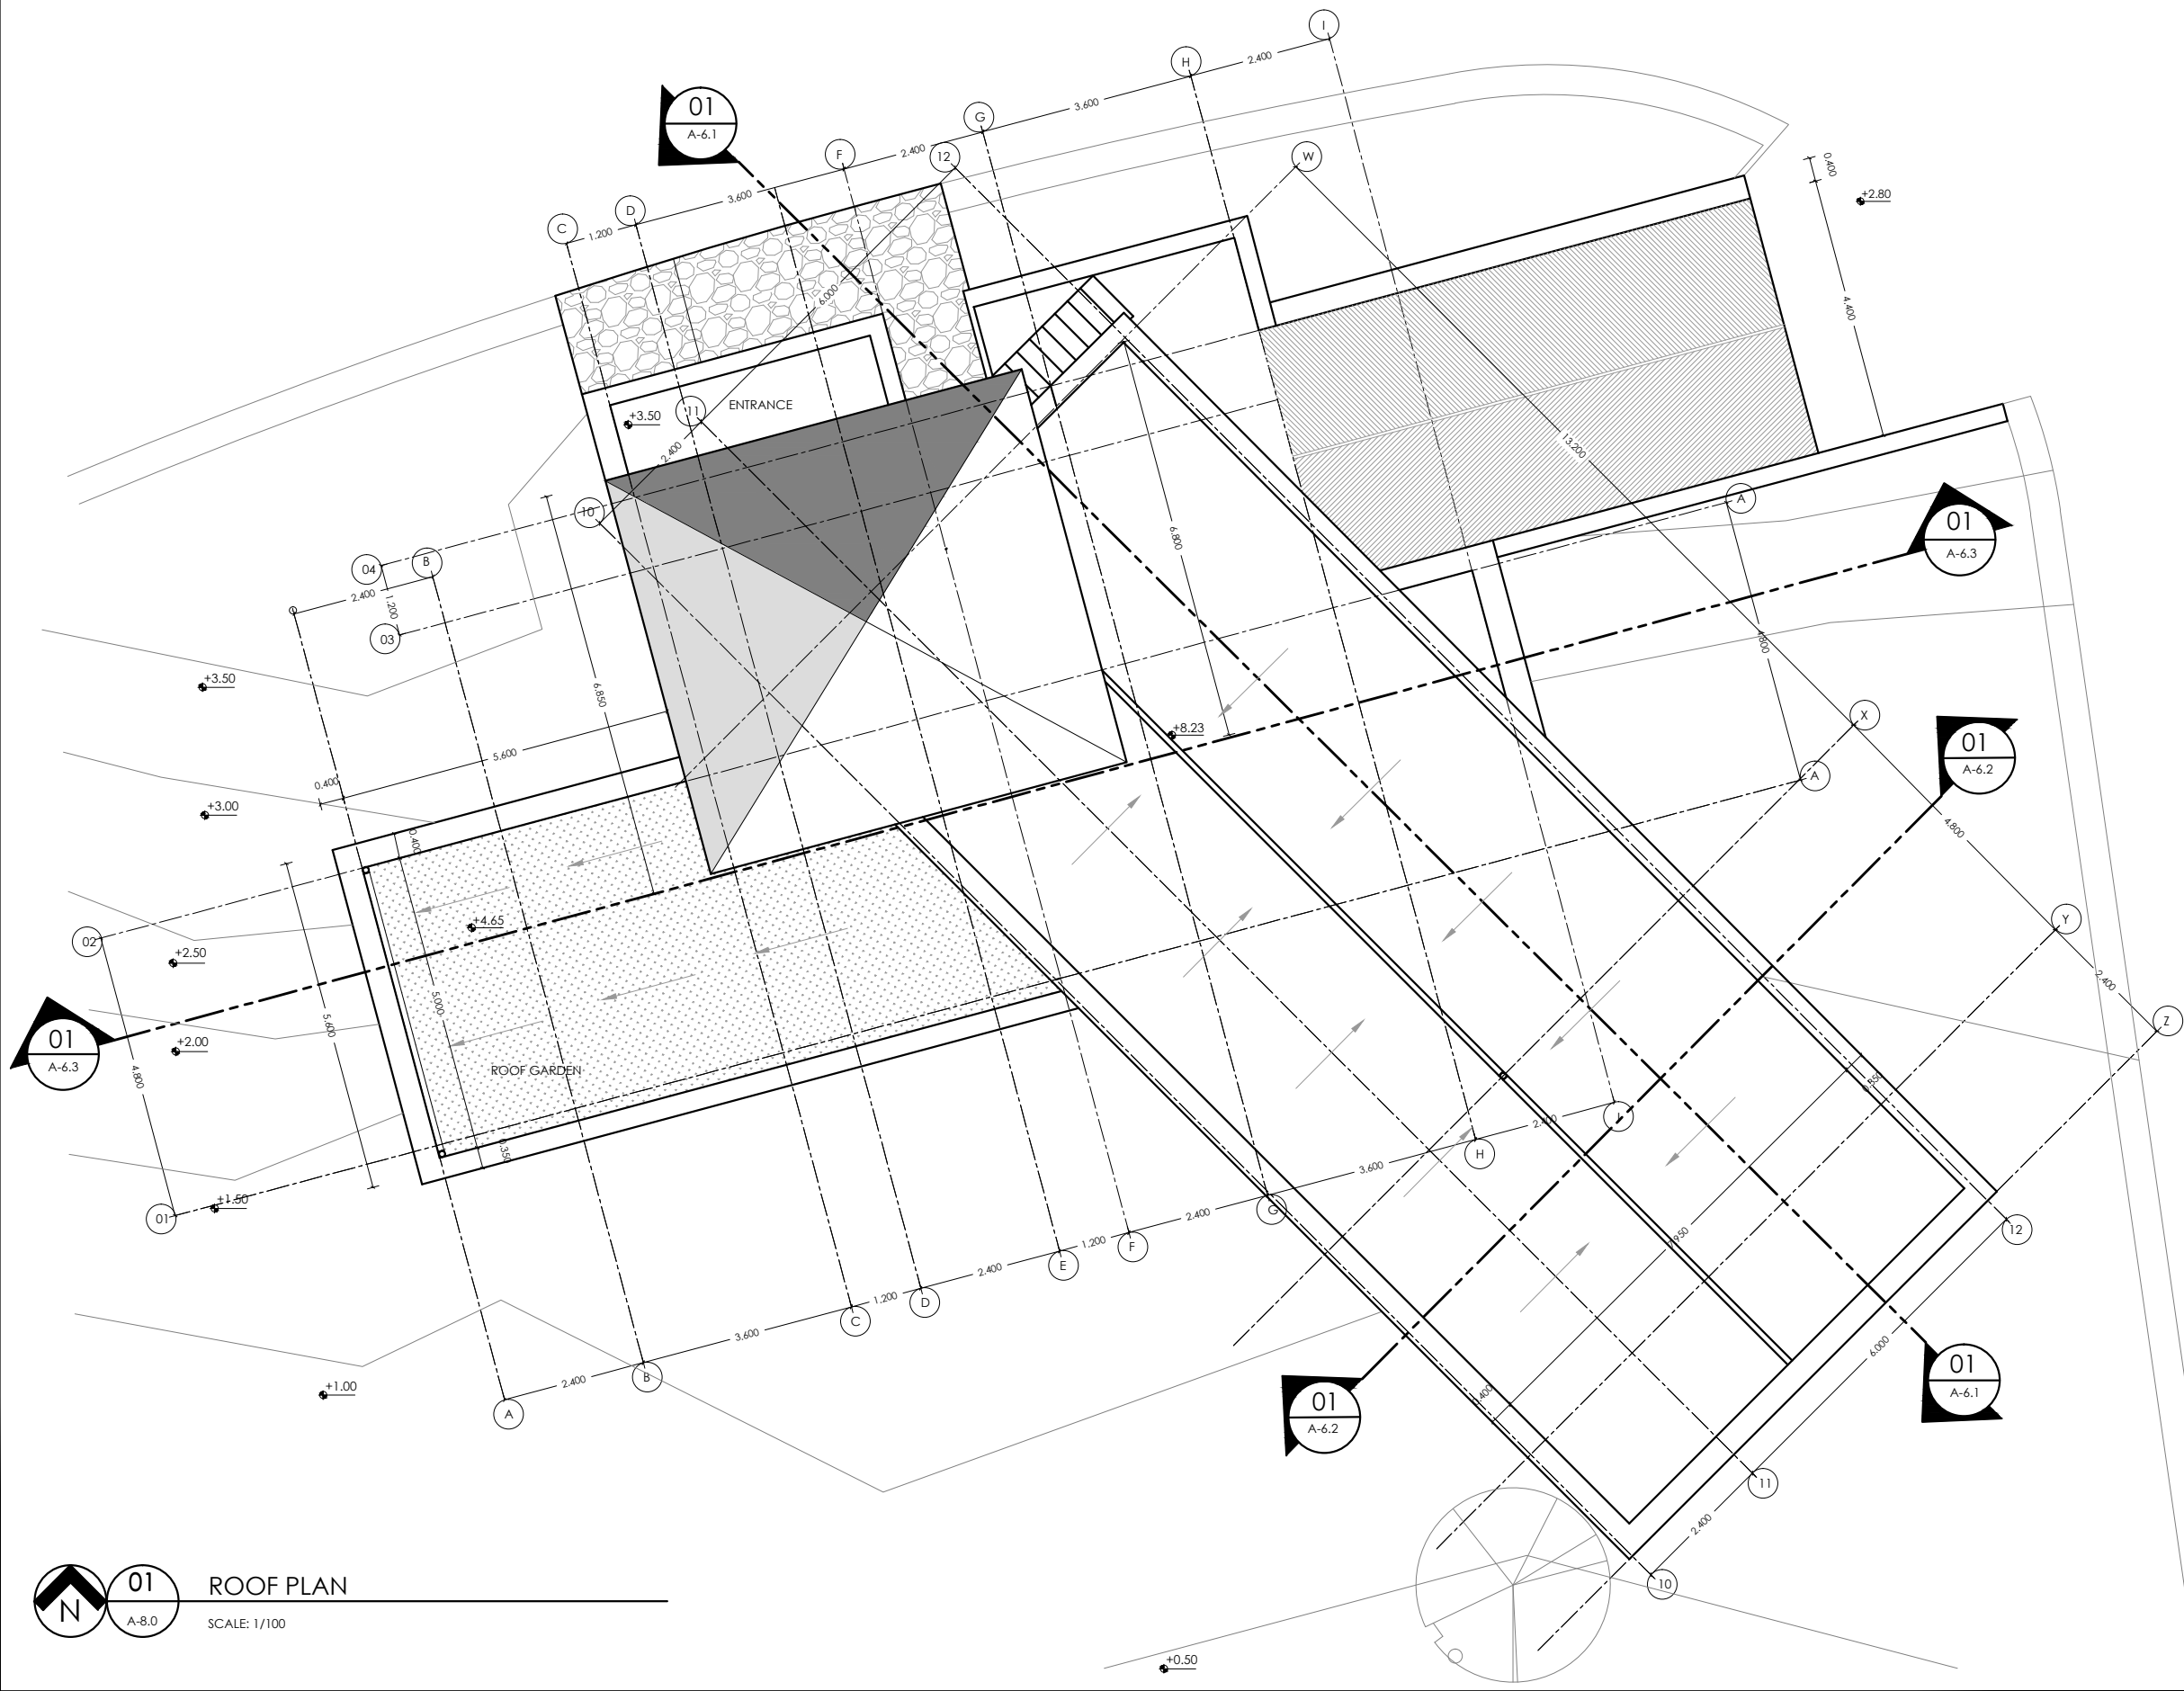 I
H
2.400
3.600
G
01
A-6.1
F
12
W
2.400
0.400
+2.80
D
3.600
C
1.200
6.000
4.400
ENTRANCE
+3.50
11
2.400
13.200
10
A
01
A-6.3
6.800
04
B
2.400
1.200
03
4.800
+3.50
6.850
X
+8.23
01
A-6.2
5.600
0.400
A
+3.00
4.800
0.400
+4.65
Y
02
+2.50
2.400
5.000
5.600
Z
01
A-6.3
+2.00
4.800
ROOF GARDEN
0.350
2.400
H
3.600
+1.50
01
G
2.400
12
F
1.200
E
2.400
D
1.200
C
3.600
6.000
01
A-6.1
B
2.400
+1.00
A
0.400
01
A-6.2
11
2.400
10
N
01
A-8.0
ROOF PLAN
SCALE: 1/100
+0.50